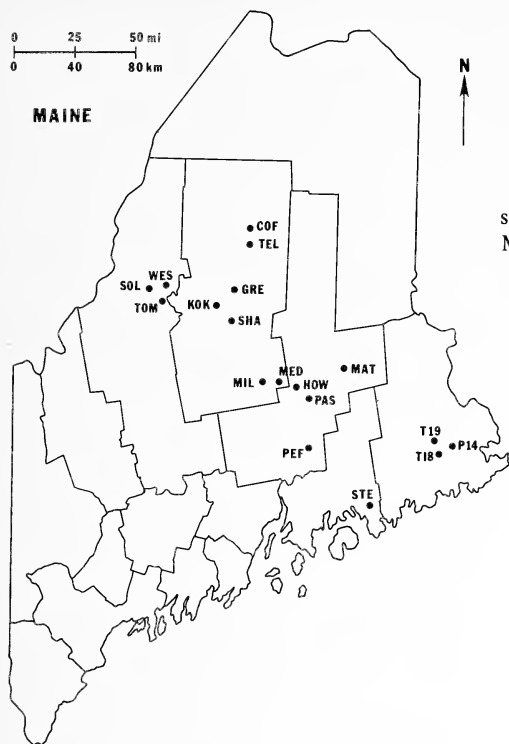 0 25 50 mi
0 40 80 km
MAINE
N
s
N
COF
TEL
WES
SOL
GRE
TOM
KOK
SHA
MAT
MED
MIL
HOW
PAS
T19
P14
PEF
T18
STE